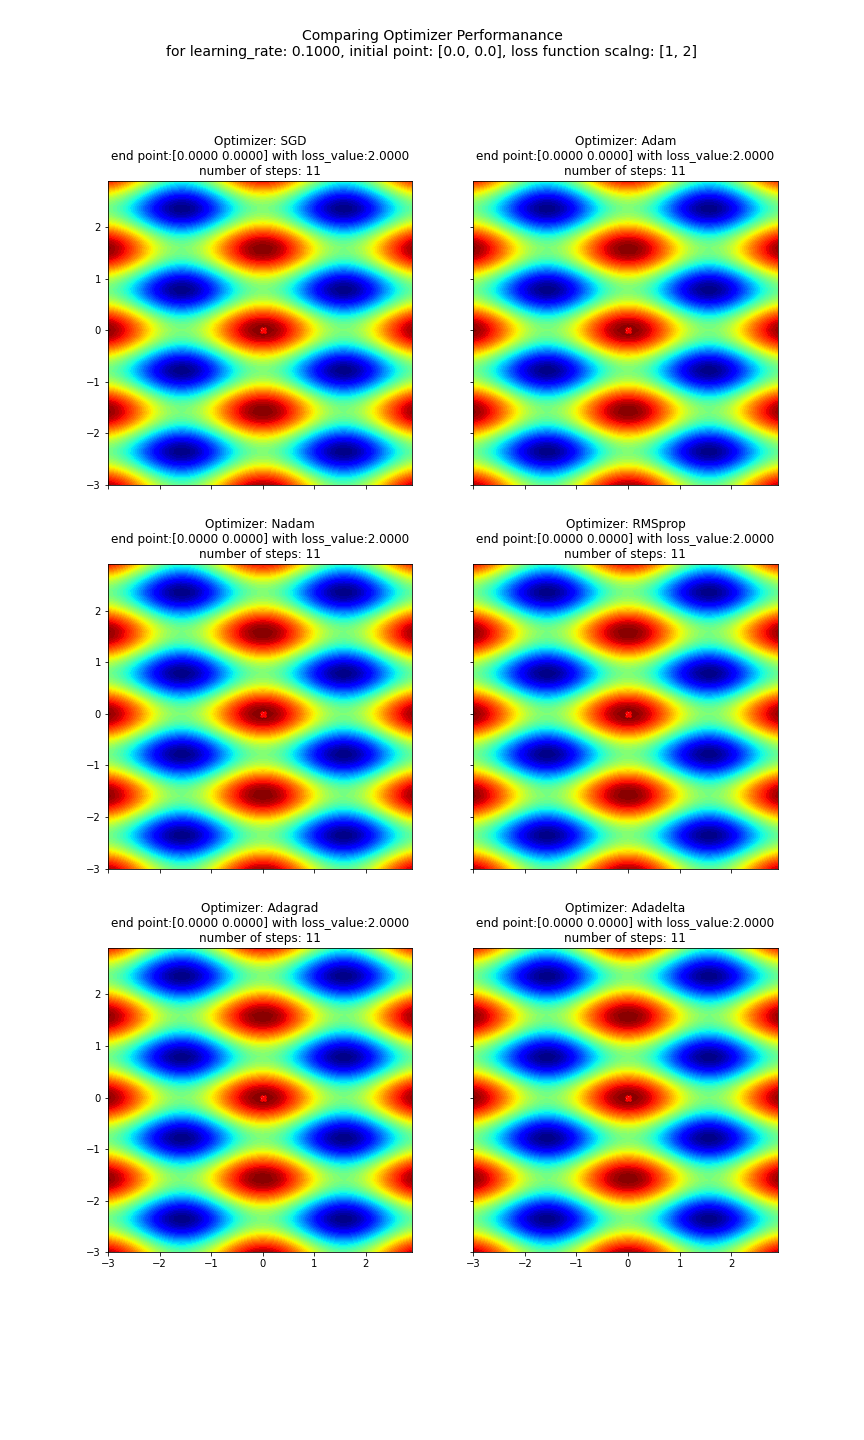 Comparing Optimizer Performanance
for learning_rate: 0.1000, initial point: [0.0, 0.0], loss function scalng: [1, 2]
Optimizer: SGD
end point:[0.0000 0.0000] with loss_value:2.0000
number of steps: 11
2
1
0
−1
−2
−3
Optimizer: Adam
end point:[0.0000 0.0000] with loss_value:2.0000
number of steps: 11
Optimizer: Nadam
end point:[0.0000 0.0000] with loss_value:2.0000
number of steps: 11
2
1
0
−1
−2
−3
Optimizer: RMSprop
end point:[0.0000 0.0000] with loss_value:2.0000
number of steps: 11
Optimizer: Adagrad
end point:[0.0000 0.0000] with loss_value:2.0000
number of steps: 11
2
1
0
−1
−2
−3
−3 −2 −1 0 1 2
Optimizer: Adadelta
end point:[0.0000 0.0000] with loss_value:2.0000
number of steps: 11
−3 −2 −1 0 1 2